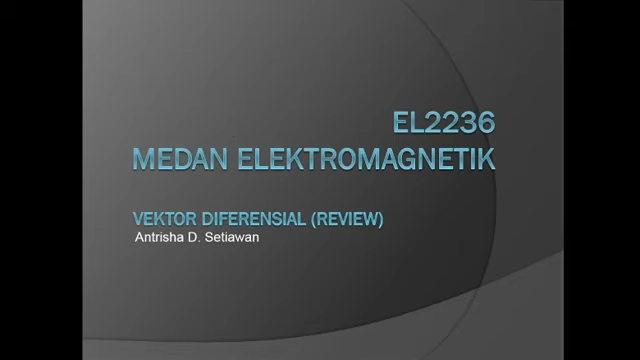 EL2236
MEDAN ELEKTROMAGNETIK
VEKTOR DIFERENSIAL (REVIEW)
Antrisha D. Setiawan